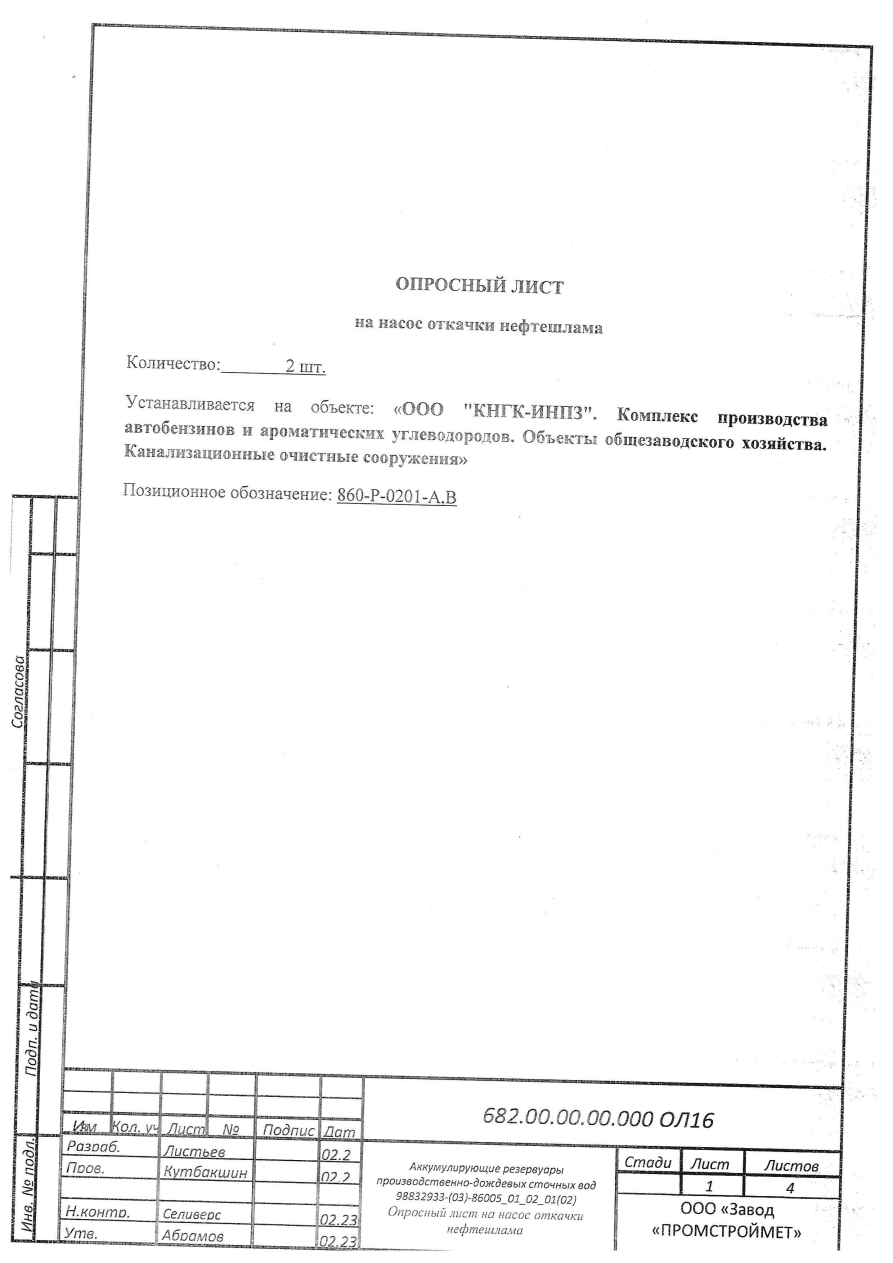 ОПРОСНЫЙ ЛИСТ
на насос откачки нефтешлама
Количество: 2 шт.
Устанавливается на объекте: «ООО "КНГК-ИНПЗ". Комплекс производства
автобензинов и ароматических углеводородов. Объекты общезаводского хозяйства.
Канализационные очистные сооружения»
Позиционное обозначение: 860-Р-0201-А,В
Согласова
Подп. и дата
Инв. № подл.
682.00.00.00.000 ОЛ16
Изм Кол. уч Лист № Подпис Дат
Разраб. Листьев 02.2
Пров. Кутбакшин 02.2
Н.контр. Селиверс 02.23
Утв. Абрамов 02.23
Аккумулирующие резервуары
производственно-дождевых сточных вод
98832933-(03)-86005_01_02_01(02)
Опросный лист на насос откачки
нефтешлама
Стади Лист Листов
1 4
ООО «Завод
«ПРОМСТРОЙМЕТ»